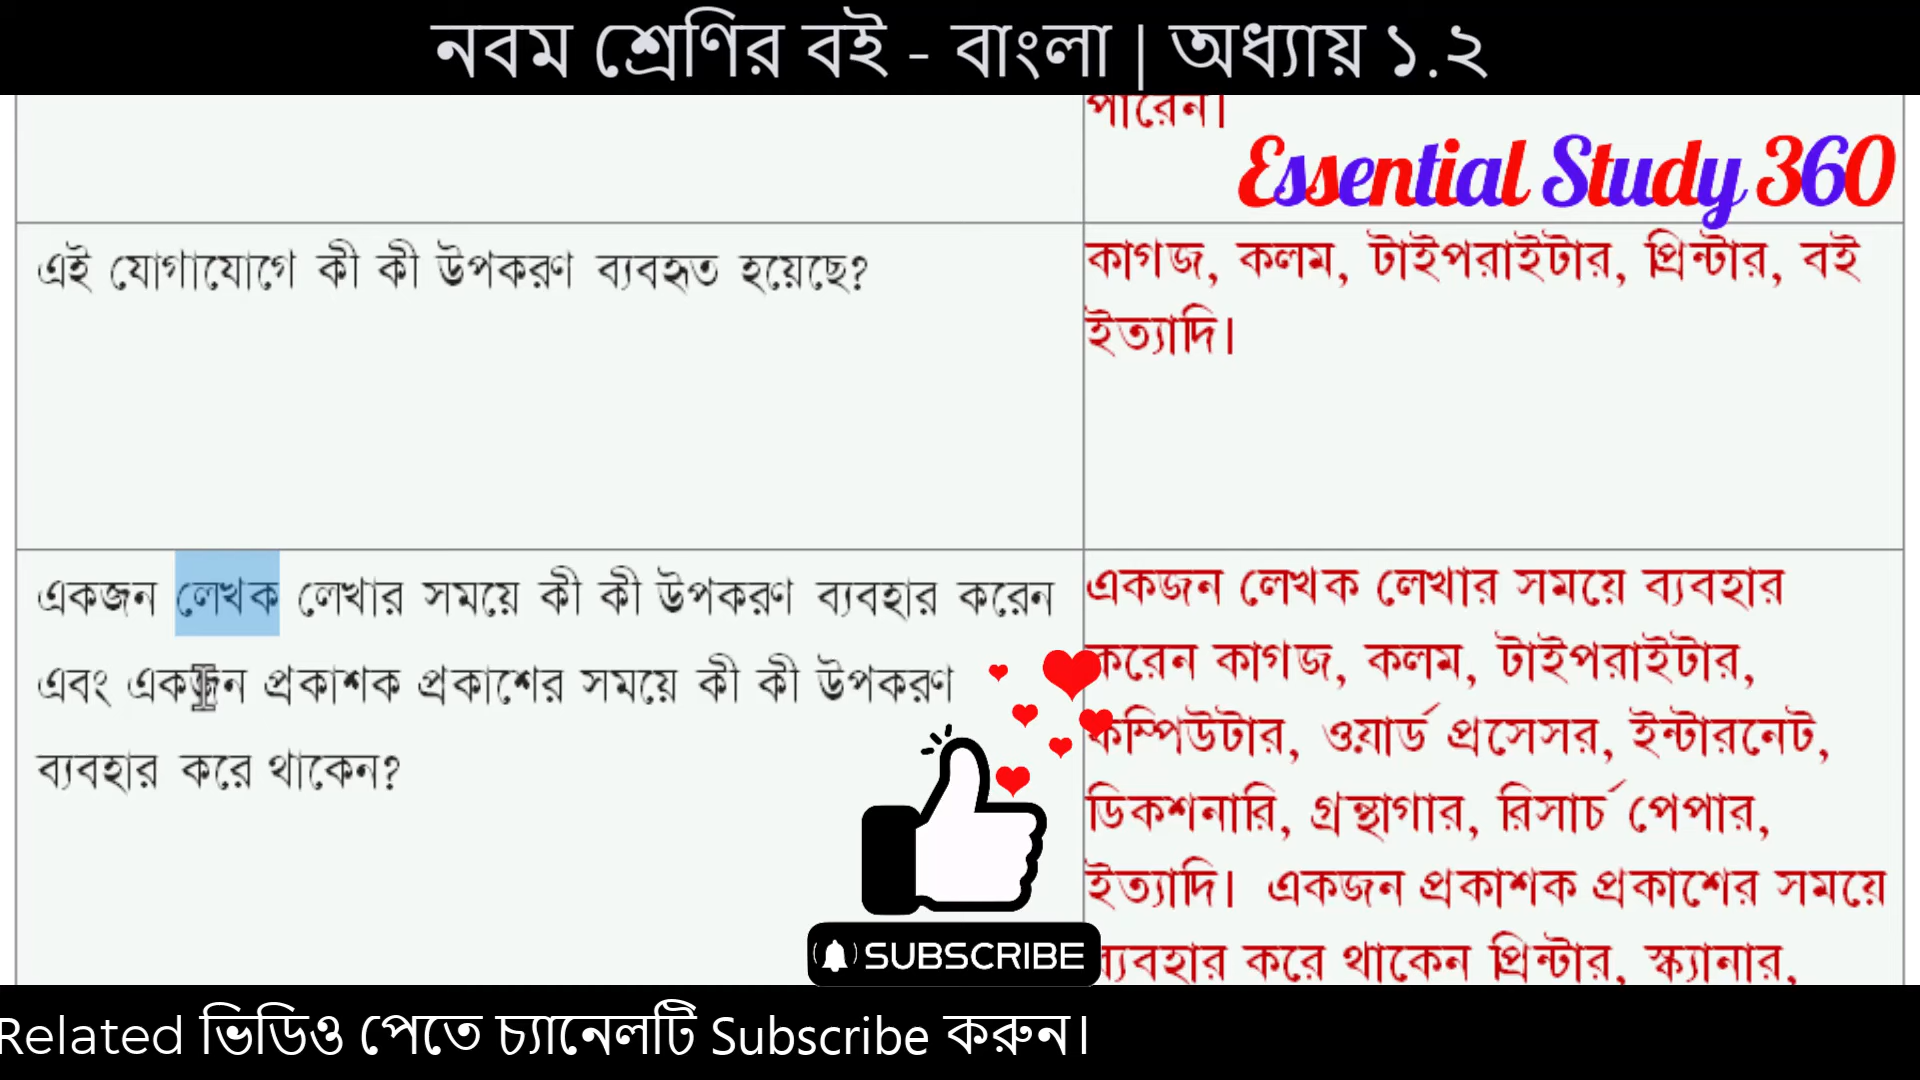 নবম শ্রেণির বই - বাংলা | অধ্যায় ১.২
পারেন।
Essential Study 360
এই যোগাযোগে কী কী উপকরণ ব্যবহৃত হয়েছে?
কাগজ, কলম, টাইপরাইটার, প্রিন্টার, বই
ইত্যাদি।
একজন লেখক লেখার সময়ে কী কী উপকরণ ব্যবহার করেন
এবং একজন প্রকাশক প্রকাশের সময়ে কী কী উপকরণ
ব্যবহার করে থাকেন?
একজন লেখক লেখার সময়ে ব্যবহার
করেন কাগজ, কলম, টাইপরাইটার,
কম্পিউটার, ওয়ার্ড প্রসেসর, ইন্টারনেট,
ডিকশনারি, গ্রন্থাগার, রিসার্চ পেপার,
ইত্যাদি। একজন প্রকাশক প্রকাশের সময়ে
ব্যবহার করে থাকেন প্রিন্টার, স্ক্যানার,
SUBSCRIBE
Related ভিডিও পেতে চ্যানেলটি Subscribe করুন।